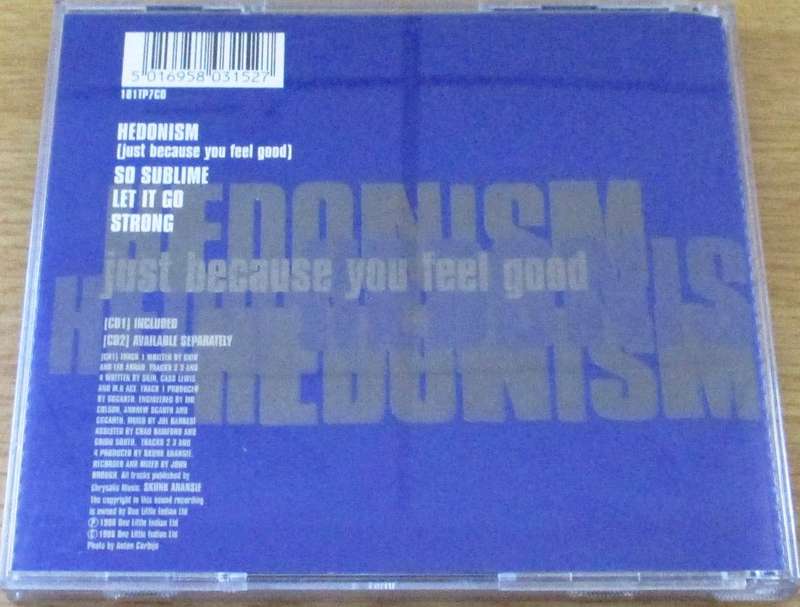 5 016958 031527
181TP7CD
HEDONISM
(just because you feel good)
SO SUBLIME
LET IT GO
STRONG
HEDONISM
just because you feel good
HEDONISM
HEDONISM
[CD1] INCLUDED
[CD2] AVAILABLE SEPARATELY
[CD1] TRACK 1 WRITTEN BY SKIN
AND LEN ARRAN. TRACKS 2 3 AND
4 WRITTEN BY SKIN, CASS LEWIS
AND M.R ACE. TRACK 1 PRODUCED
BY GGGARTH. ENGINEERED BY
COLSON, ANDREW SCARTH AND
GGGARTH. MIXED BY JOE BARRESI
ASSISTED BY CHAD BAMFORD AND
SOUTH. TRACKS 2 3 AND
4 PRODUCED BY SKUNK ANANSIE.
RECORDED AND MIXED BY JOHN
All tracks published by
Chrysalis Music. SKUNK ANANSIE
The copyright in this sound recording
is owned by One Little Indian Ltd
Ⓟ 1996 One Little Indian Ltd
© 1996 One Little Indian Ltd
Photo by Anton Corbijn